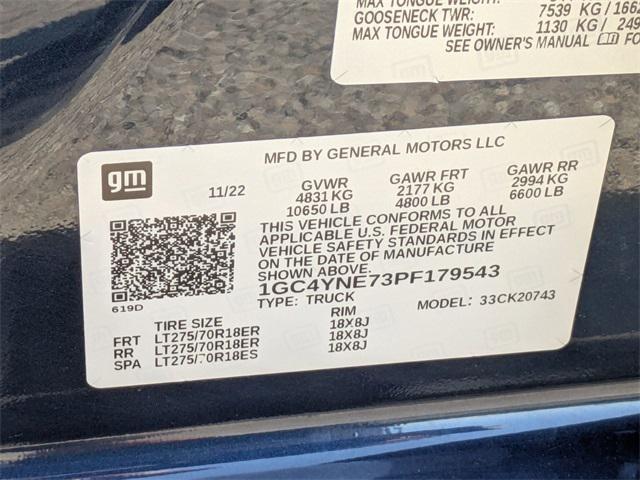 GOOSENECK TWR: 7539 KG/
MAX TONGUE WEIGHT: 1130 KG/
SEE OWNER'S MANUAL
gm
MFD BY GENERAL MOTORS LLC
11/22
GVWR GAWR FRT GAWR RR
4831 KG 2177 KG 2994 KG
10650 LB 4800 LB 6600 LB
THIS VEHICLE CONFORMS TO ALL
APPLICABLE U.S. FEDERAL MOTOR
VEHICLE SAFETY STANDARDS IN EFFECT
ON THE DATE OF MANUFACTURE
SHOWN ABOVE.
1GC4YNE73PF179543
619D
TYPE: TRUCK MODEL: 33CK20743
TIRE SIZE RIM
FRT LT275/70R18ER 18X8J
RR LT275/70R18ER 18X8J
SPA LT275/70R18ES 18X8J